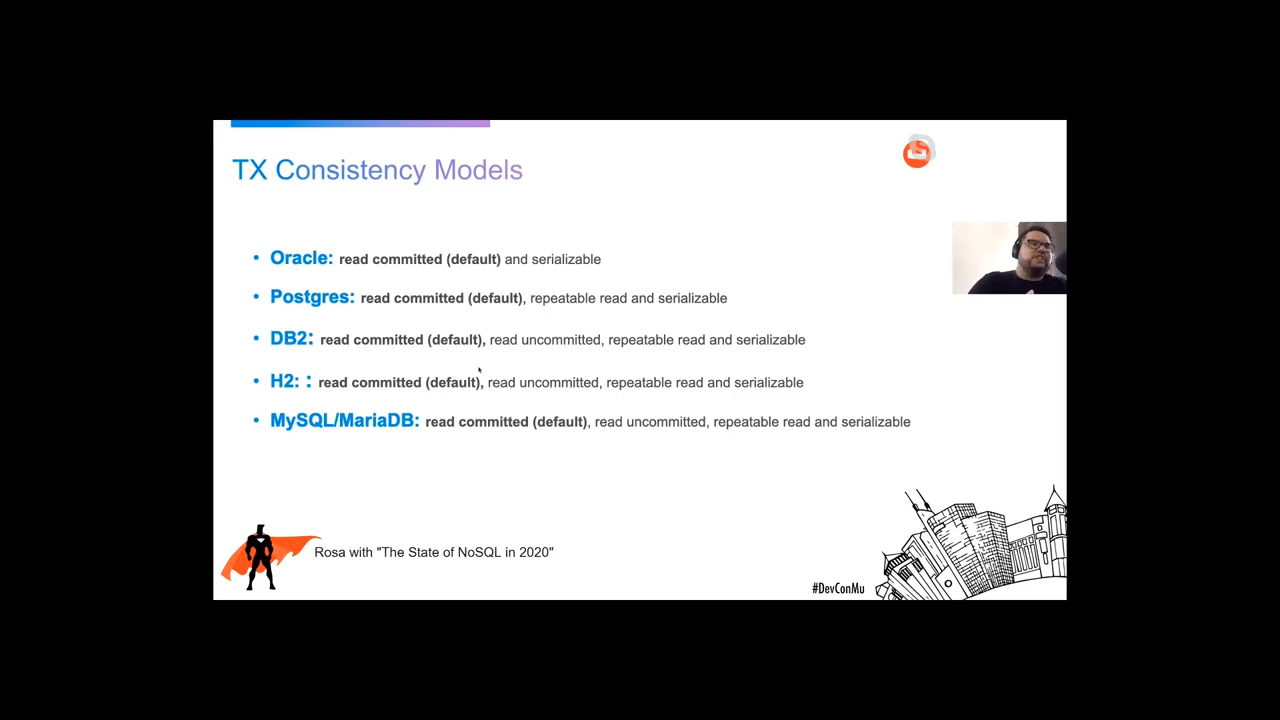 TX Consistency Models
• Oracle: read committed (default) and serializable
• Postgres: read committed (default), repeatable read and serializable
• DB2: read committed (default), read uncommitted, repeatable read and serializable
• H2: : read committed (default), read uncommitted, repeatable read and serializable
• MySQL/MariaDB: read committed (default), read uncommitted, repeatable read and serializable
Rosa with "The State of NoSQL in 2020"
#DevConMu